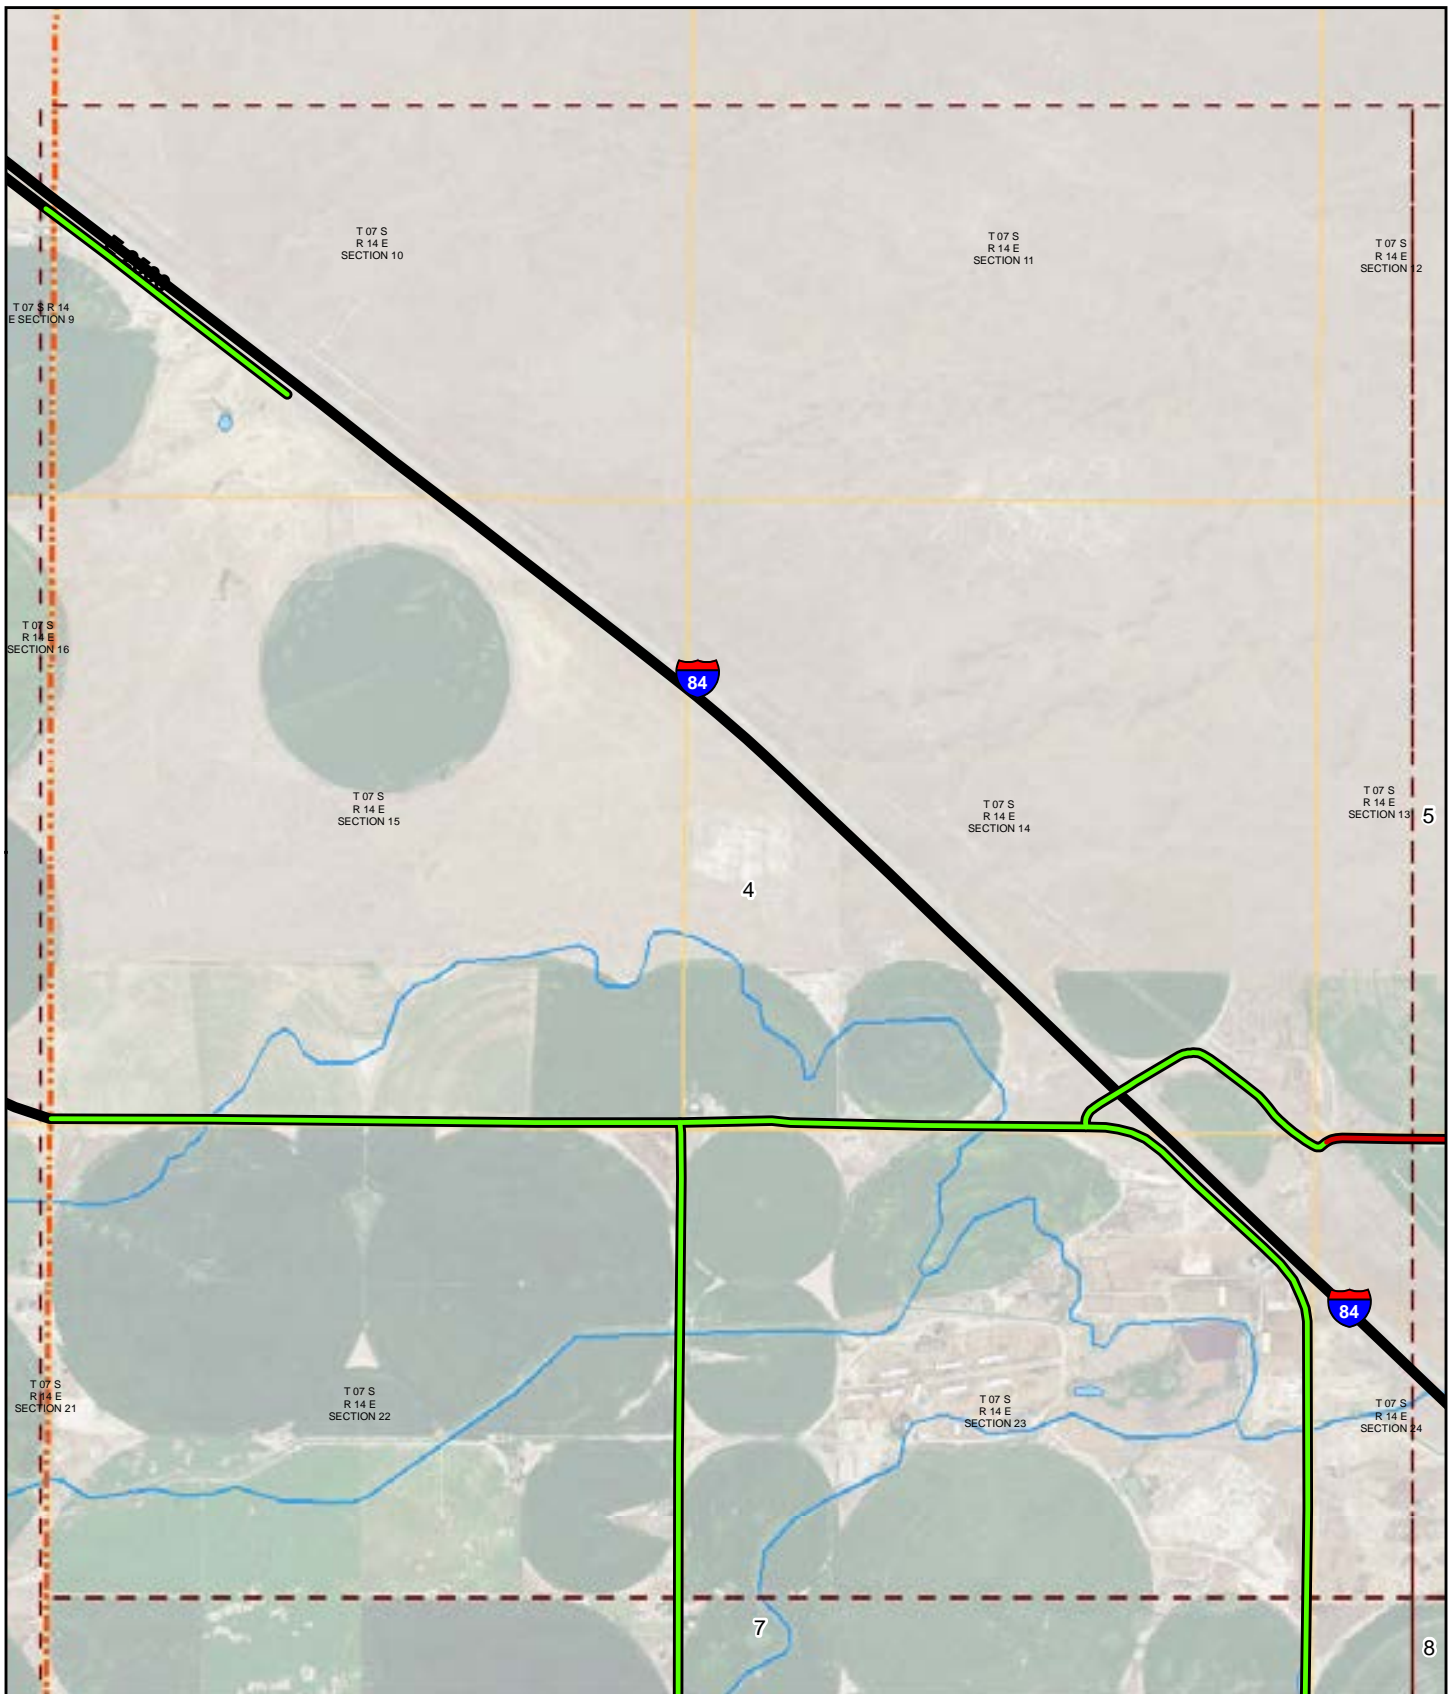 T 07 S
R 14 E
SECTION 10
T 07 S
R 14 E
SECTION 11
T 07 S
R 14 E
SECTION 12
T 07 S R 14
E SECTION 9
T 07 S
R 14 E
SECTION 16
84
T 07 S
R 14 E
SECTION 15
T 07 S
R 14 E
SECTION 14
T 07 S
R 14 E
SECTION 13
5
4
84
T 07 S
R 14 E
SECTION 21
T 07 S
R 14 E
SECTION 22
T 07 S
R 14 E
SECTION 23
T 07 S
R 14 E
SECTION 24
7
8